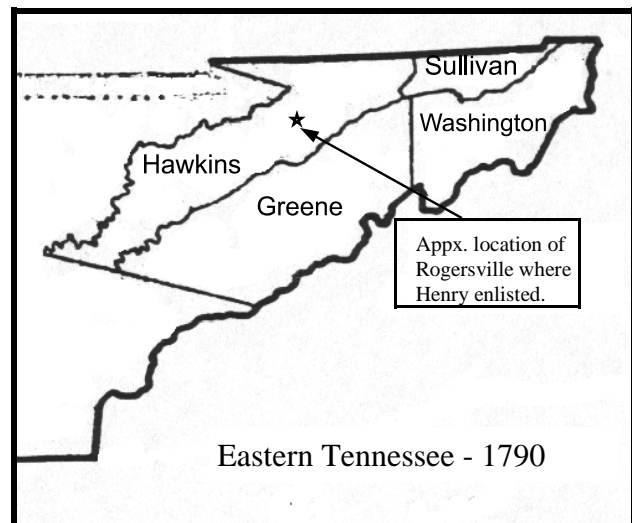 Sullivan
Washington
Hawkins
Greene
Appx. location of
Rogersville where
Henry enlisted.
Eastern Tennessee - 1790